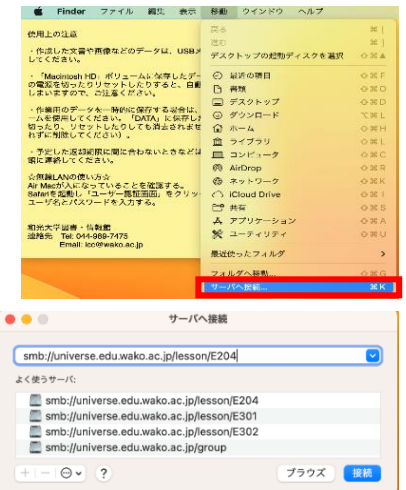 Finder ファイル 編集 表示 移動 ウインドウ ヘルプ
使用上の注意
・作成した文書や画像などのデータは、USBメ
してください。
・「Macintosh HD」ボリュームに保存したデー
の電源を切ったりリセットしたりすると、自動
しまいますので、ご注意ください。
・作業用のデータを一時的に保存する場合は、
ームを使用してください。「DATA」に保存し
切ったり、リセットしたりしても消去されませ
れずに削除してください）。
・予定した返却期限に間に合わないときなどは
館に連絡してください。
☆無線LANの使い方☆
Air Macが入になっていることを確認する。
Safariを起動し「ユーザー認証画面」をクリッ
ユーザ名とパスワードを入力する。
和光大学図書・情報館
連絡先 Tel: 044-989-7475
Email: lcc@wako.ac.jp
戻る ⌘[
進む ⌘]
デスクトップの起動ディスクを選択 ⇧⌘▲
最近の項目 ⇧⌘F
書類 ⇧⌘O
デスクトップ ⇧⌘D
ダウンロード ⌥⌘L
ホーム ⇧⌘H
ライブラリ ⇧⌘L
コンピュータ ⇧⌘C
AirDrop ⇧⌘R
ネットワーク ⇧⌘K
iCloud Drive ⇧⌘I
共有 ⇧⌘S
アプリケーション ⇧⌘A
ユーティリティ ⇧⌘U
最近使ったフォルダ >
フォルダへ移動... ⇧⌘G
サーバへ接続... ⌘K
サーバへ接続
smb://universe.edu.wako.ac.jp/lesson/E204
よく使うサーバ:
smb://universe.edu.wako.ac.jp/lesson/E204
smb://universe.edu.wako.ac.jp/lesson/E301
smb://universe.edu.wako.ac.jp/lesson/E302
smb://universe.edu.wako.ac.jp/group
+ − ?
ブラウズ 接続